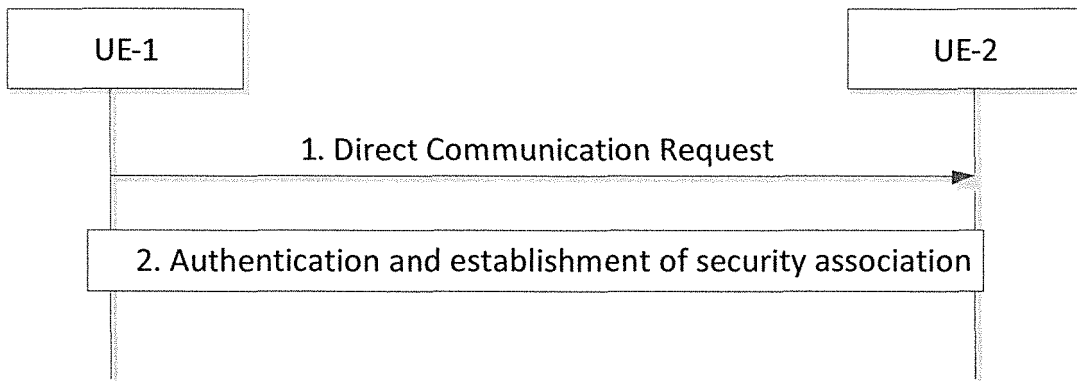 UE-1
UE-2
1. Direct Communication Request
2. Authentication and establishment of security association